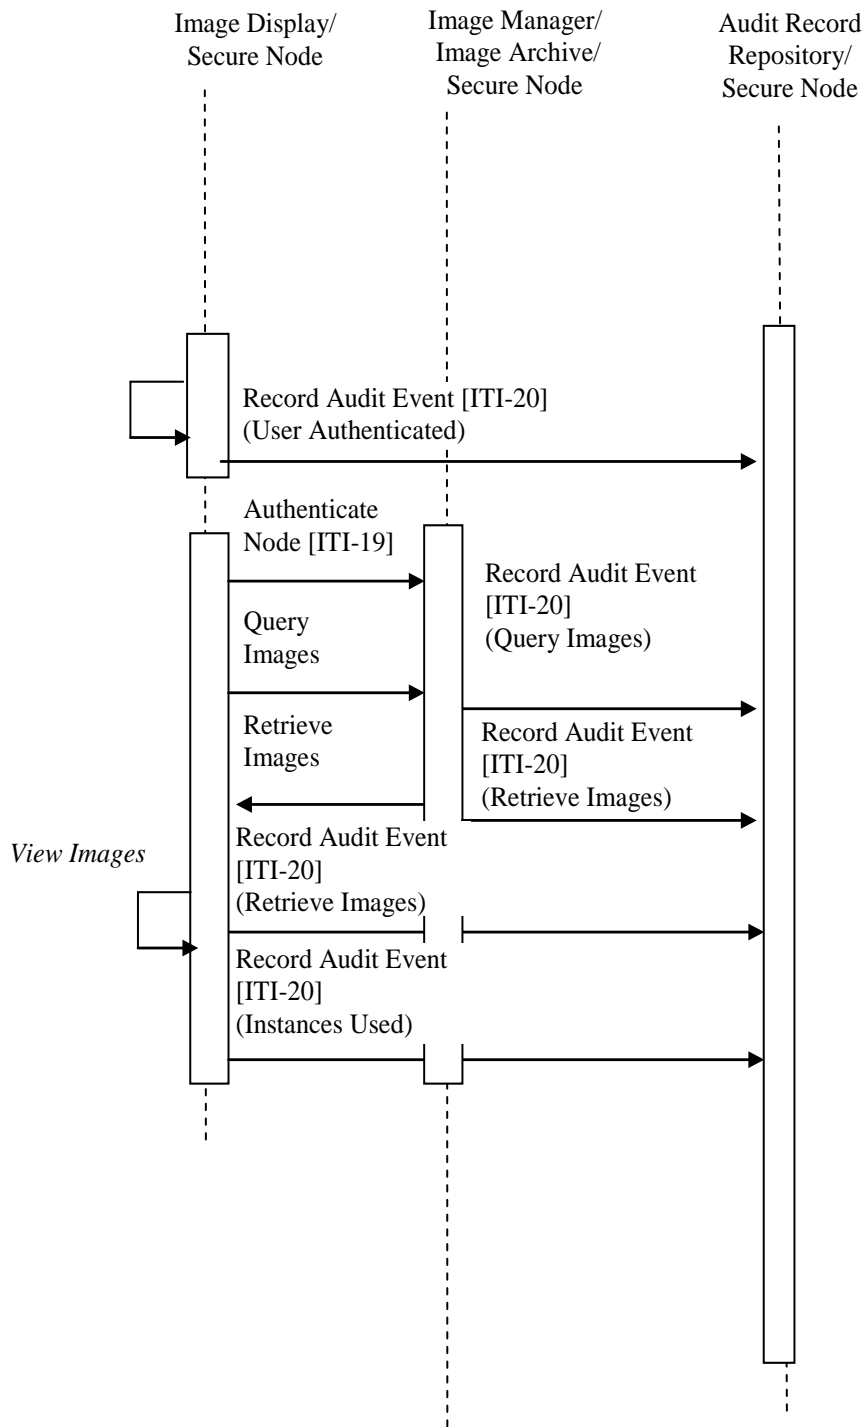 Image Display/
Secure Node
Image Manager/
Image Archive/
Secure Node
Audit Record
Repository/
Secure Node
Record Audit Event [ITI-20]
(User Authenticated)
Authenticate
Node [ITI-19]
Record Audit Event
[ITI-20]
(Query Images)
Query
Images
Retrieve
Images
Record Audit Event
[ITI-20]
(Retrieve Images)
View Images
Record Audit Event
[ITI-20]
(Retrieve Images)
Record Audit Event
[ITI-20]
(Instances Used)